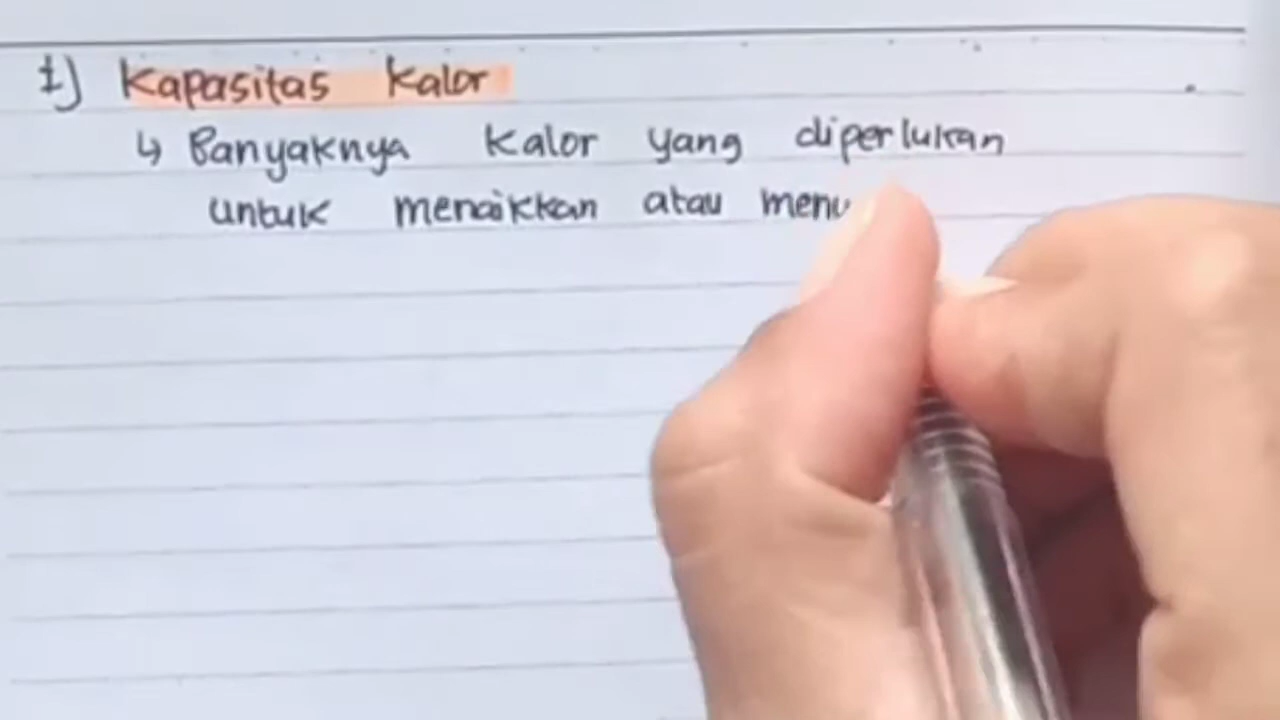 1) Kapasitas Kalor
↳ Banyaknya kalor yang diperlukan
untuk menaikkan atau menu